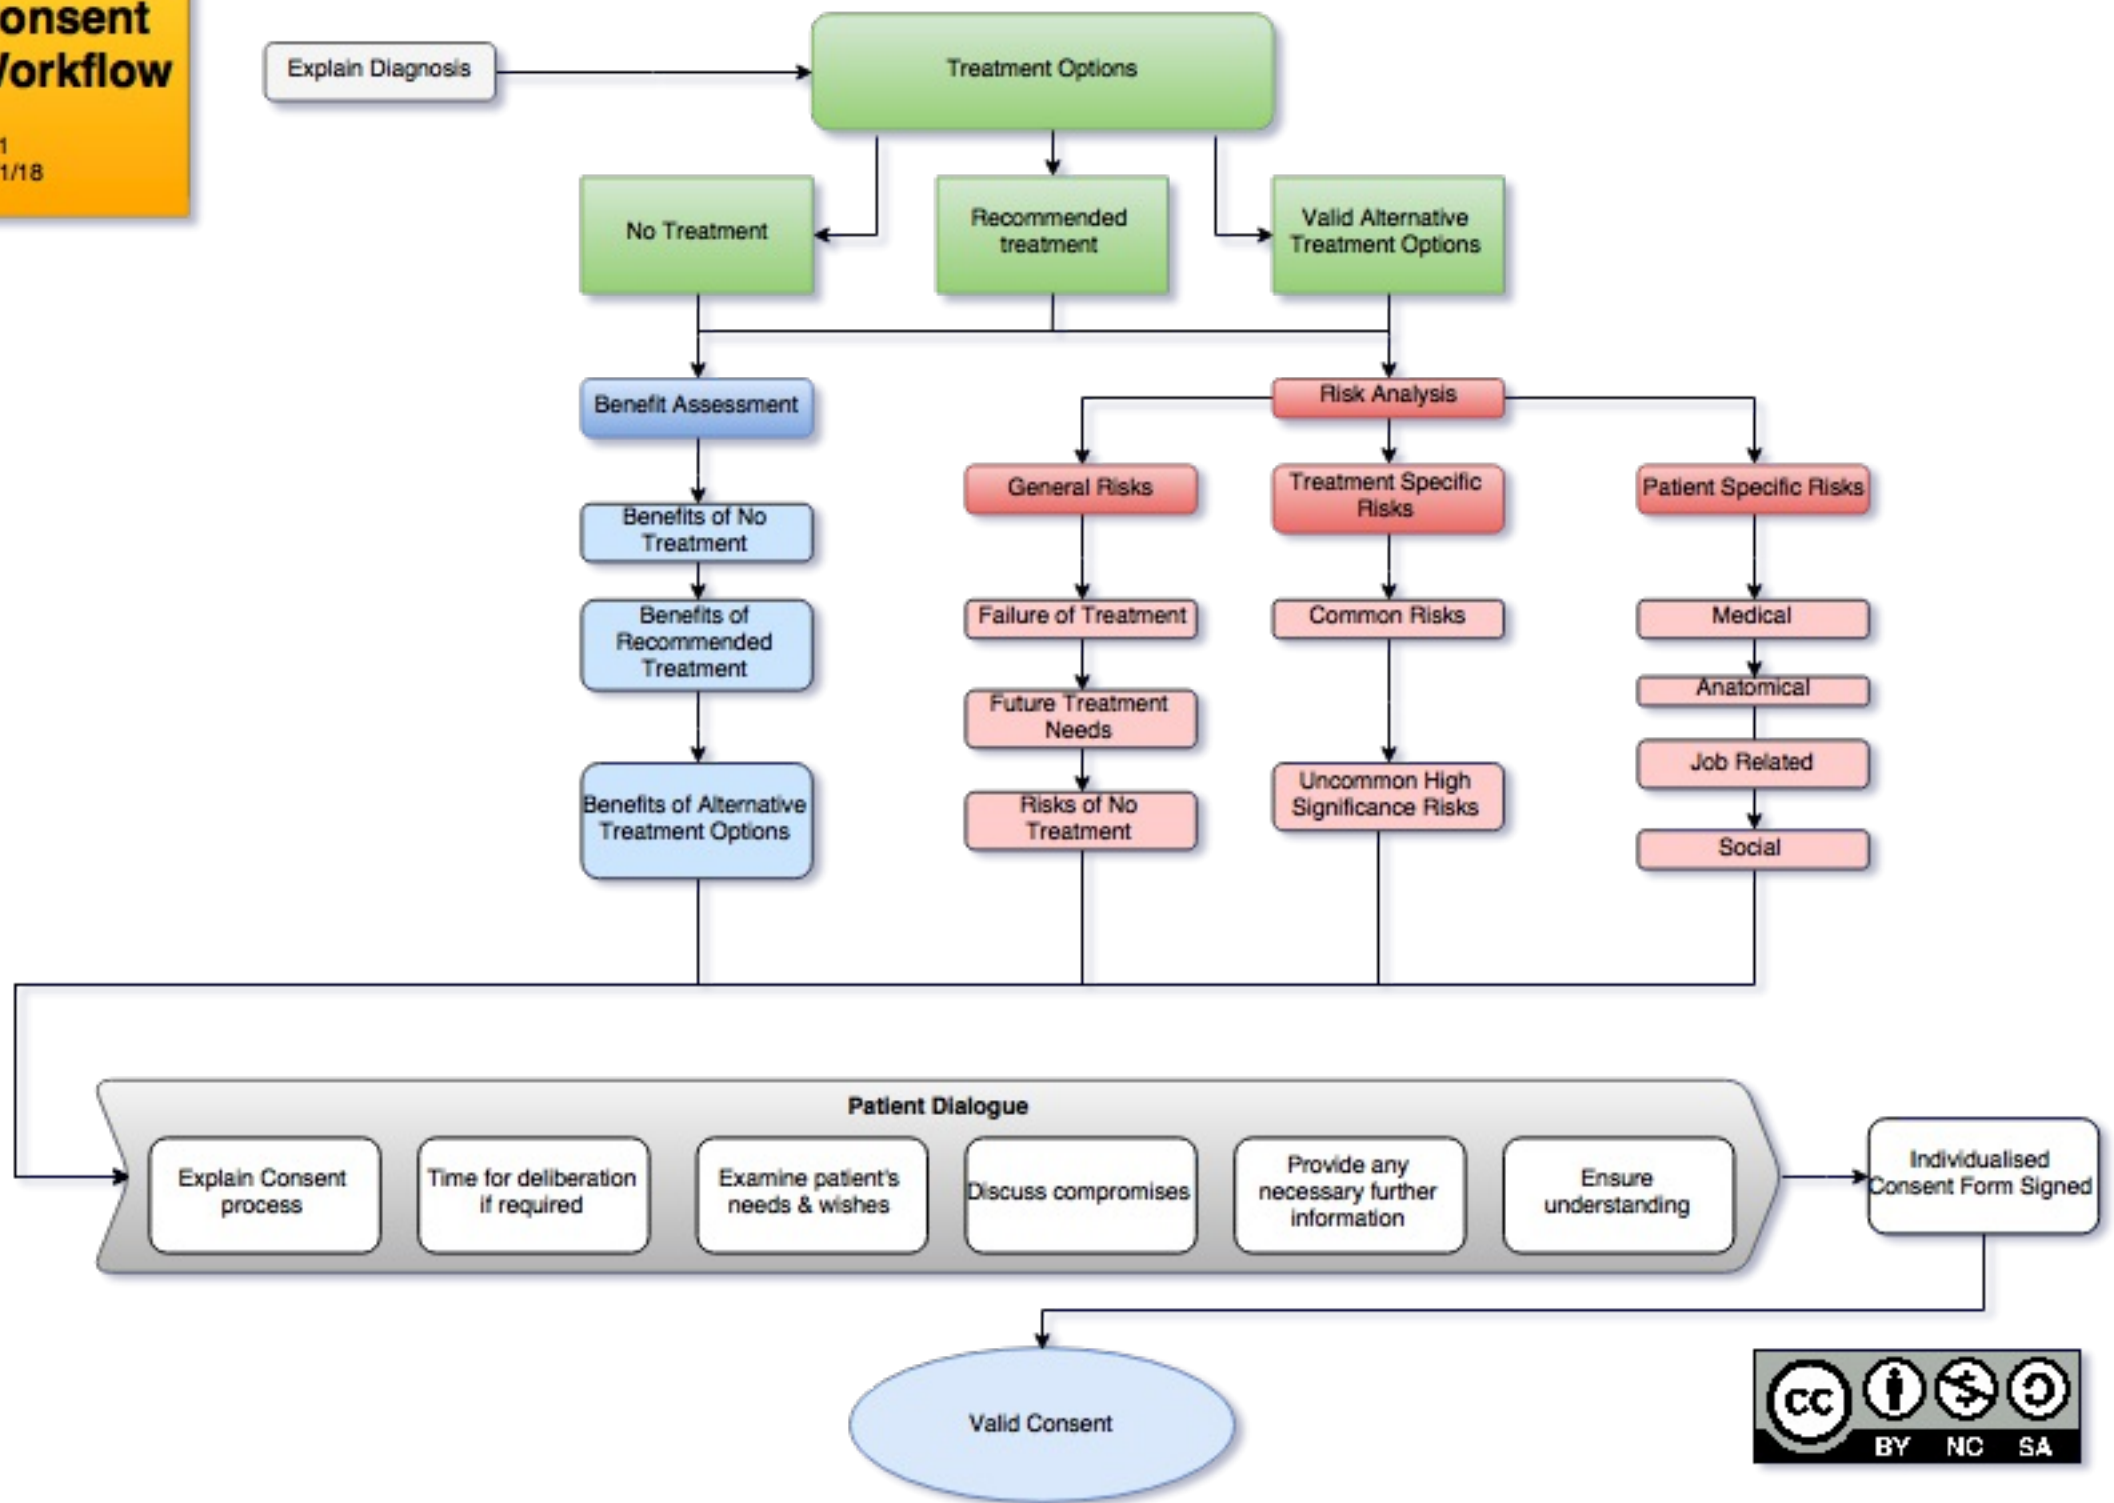 onsent
orkflow
1
1/18
Explain Diagnosis
Treatment Options
No Treatment
Recommended
treatment
Valid Alternative
Treatment Options
Benefit Assessment
Risk Analysis
General Risks
Treatment Specific
Risks
Patient Specific Risks
Benefits of No
Treatment
Benefits of
Recommended
Treatment
Benefits of Alternative
Treatment Options
Failure of Treatment
Future Treatment
Needs
Risks of No
Treatment
Common Risks
Uncommon High
Significance Risks
Medical
Anatomical
Job Related
Social
Patient Dialogue
Explain Consent
process
Time for deliberation
if required
Examine patient's
needs & wishes
Discuss compromises
Provide any
necessary further
information
Ensure
understanding
Individualised
Consent Form Signed
Valid Consent
cc
BY NC SA